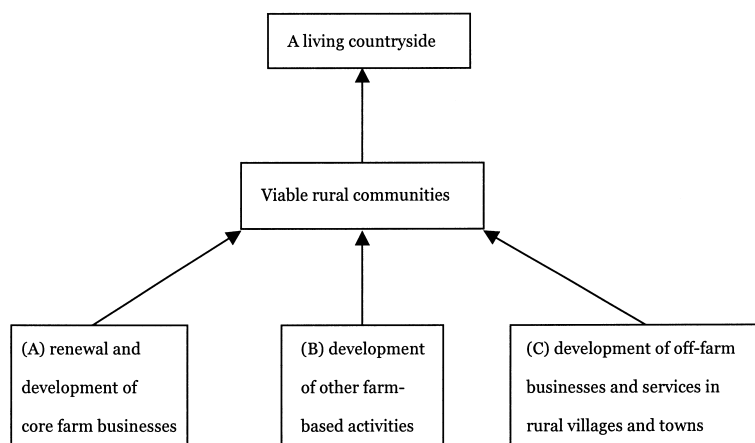 A living countryside
Viable rural communities
(A) renewal and
development of
core farm businesses
(B) development
of other farm-
based activities
(C) development of off-farm
businesses and services in
rural villages and towns